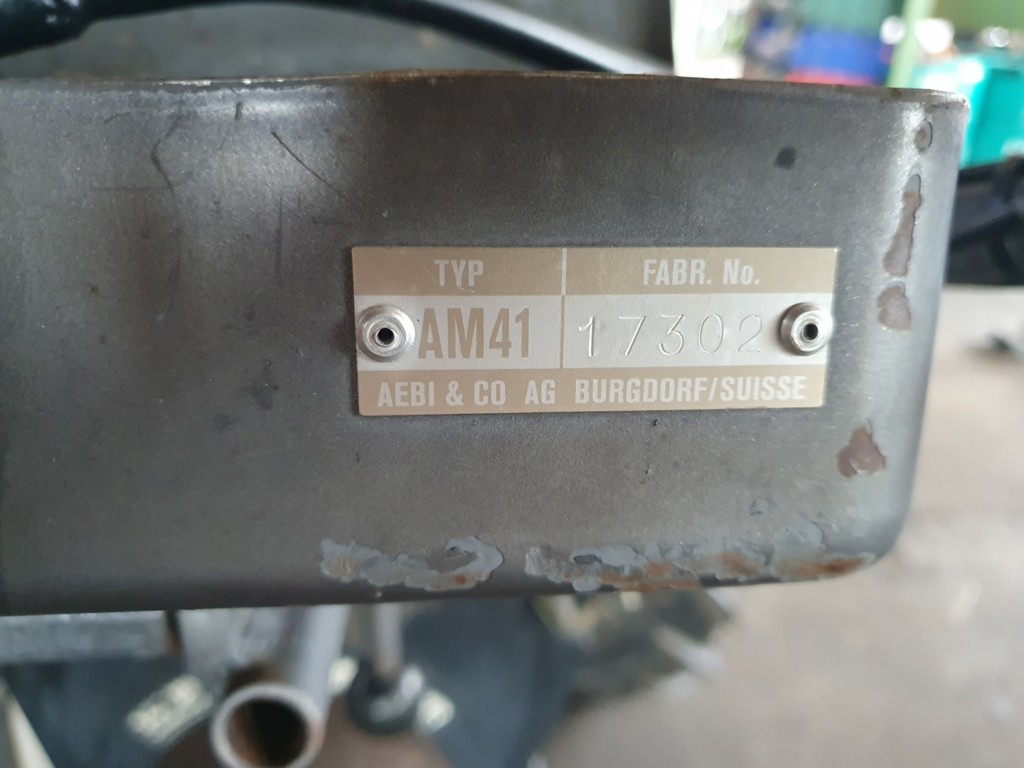 TYP FABR. No.
AM41 17302
AEBI & CO AG BURGDORF/SUISSE